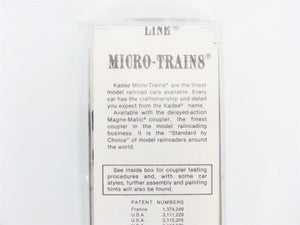 LINE®
MICRO-TRAINS®
Kadee Micro-Trains® are the finest
model railroad cars available. Every
car has the craftsmanship and detail
you expect from the Kadee® name.
Available with the derayed-action
Magne-Matic® coupler, the finest
coupler in the model railroading
business. It is the "Standard by
Choice" of model railroaders around
the world.
See inside box for coupler testing
procedures and, with some car
styles, further assembly and painting
hints will also be found.
PATENT NUMBERS
France 1,374,249
U.S.A. 3,111,229
U.S.A. 3,115,255